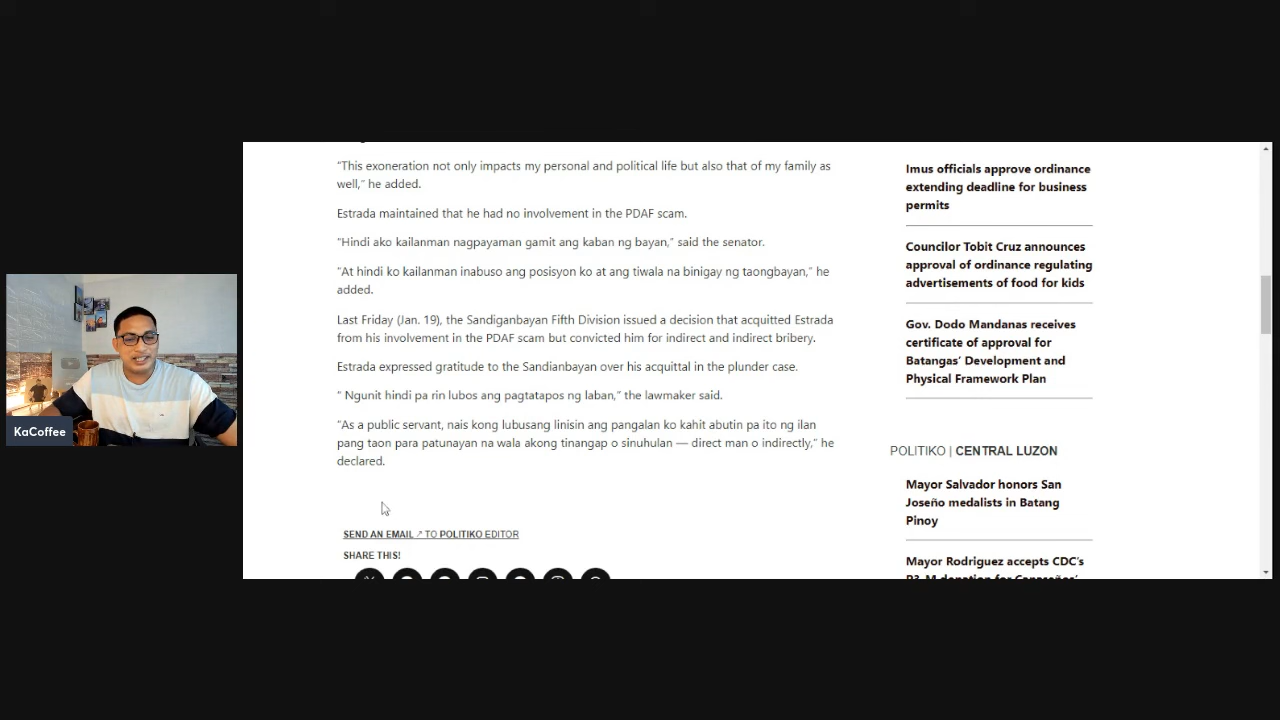 "This exoneration not only impacts my personal and political life but also that of my family as
well," he added.
Estrada maintained that he had no involvement in the PDAF scam.
"Hindi ako kailanman nagpayaman gamit ang kaban ng bayan," said the senator.
"At hindi ko kailanman inabuso ang posisyon ko at ang tiwala na binigay ng taongbayan," he
added.
Last Friday (Jan. 19), the Sandiganbayan Fifth Division issued a decision that acquitted Estrada
from his involvement in the PDAF scam but convicted him for indirect and indirect bribery.
Estrada expressed gratitude to the Sandianbayan over his acquittal in the plunder case.
" Ngunit hindi pa rin lubos ang pagtatapos ng laban," the lawmaker said.
"As a public servant, nais kong lubusang linisin ang pangalan ko kahit abutin pa ito ng ilan
pang taon para patunayan na wala akong tinangap o sinuhulan — direct man o indirectly," he
declared.
SEND AN EMAIL ↗ TO POLITIKO EDITOR
SHARE THIS!
Imus officials approve ordinance
extending deadline for business
permits
Councilor Tobit Cruz announces
approval of ordinance regulating
advertisements of food for kids
Gov. Dodo Mandanas receives
certificate of approval for
Batangas' Development and
Physical Framework Plan
POLITIKO | CENTRAL LUZON
Mayor Salvador honors San
Joseño medalists in Batang
Pinoy
Mayor Rodriguez accepts CDC's
KaCoffee